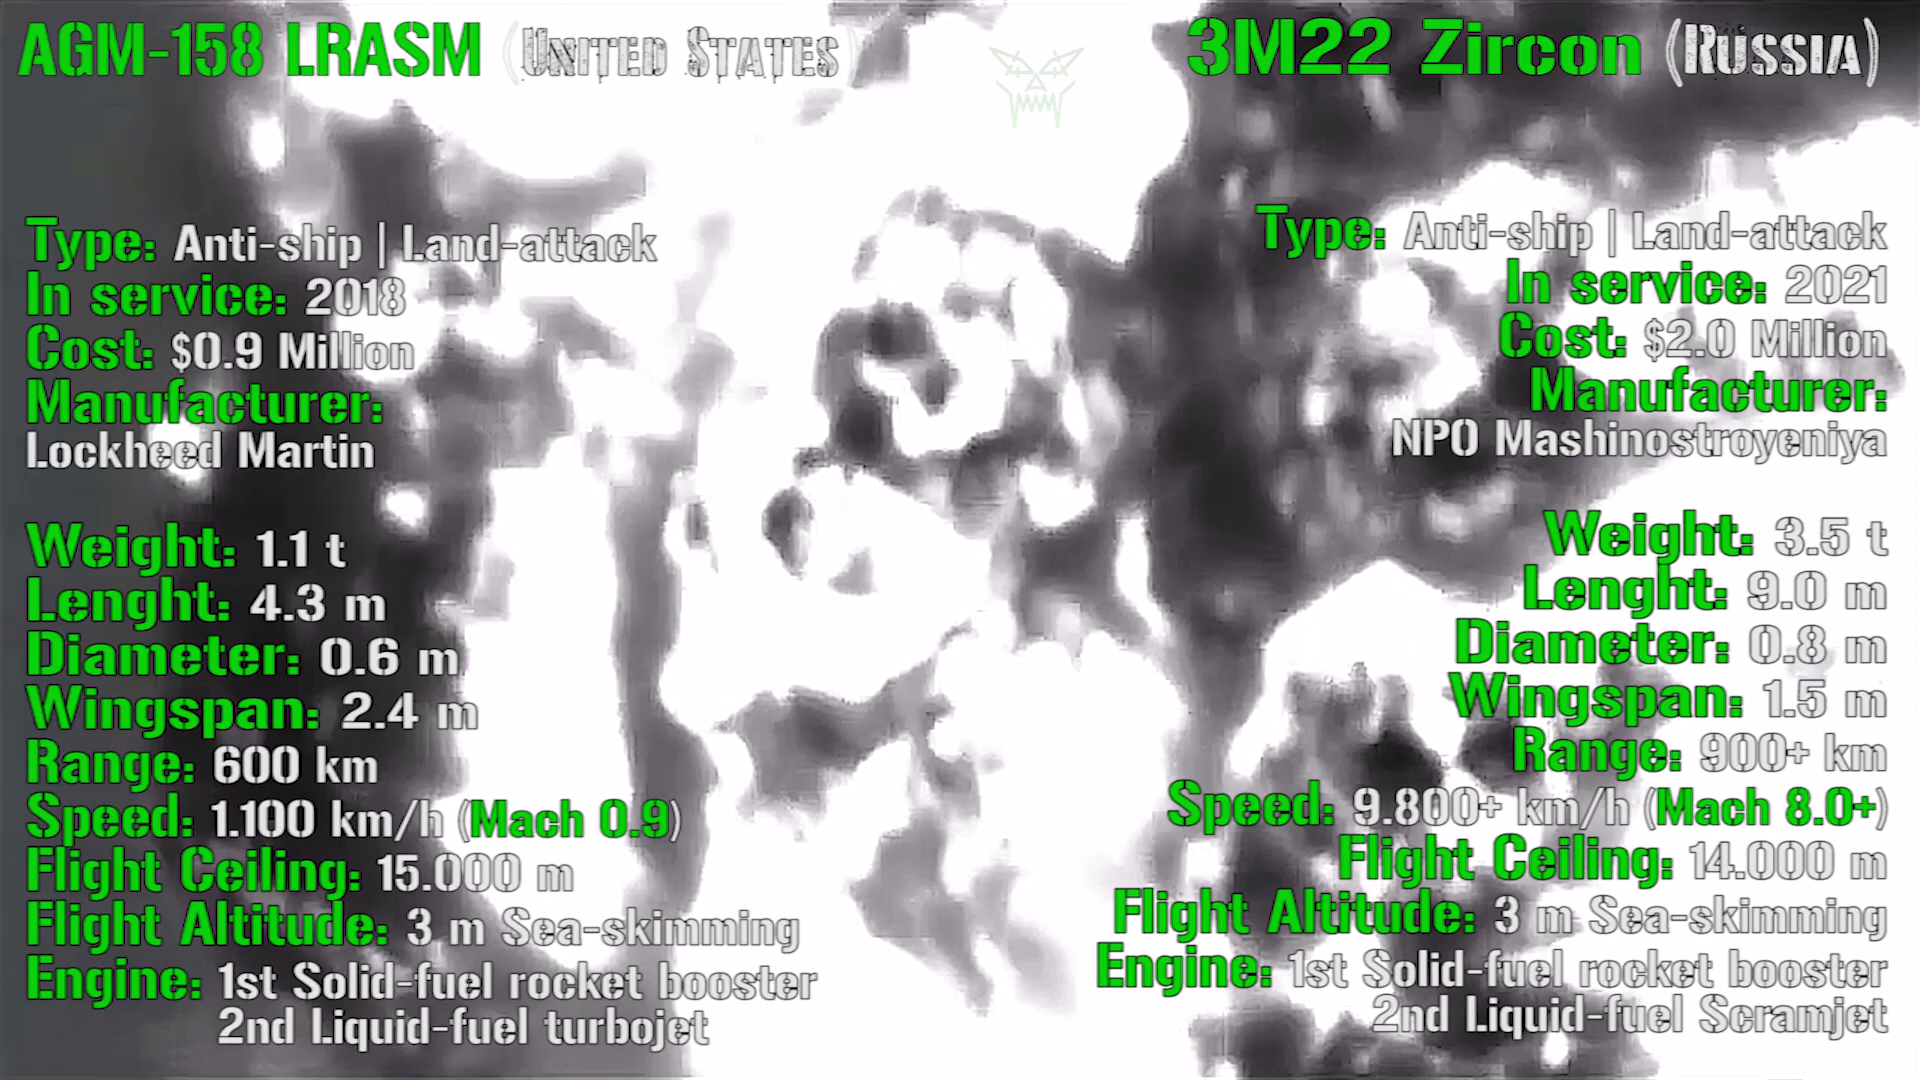 AGM-158 LRASM (United States)
Type: Anti-ship | Land-attack
In service: 2018
Cost: $0.9 Million
Manufacturer:
Lockheed Martin
Weight: 1.1 t
Lenght: 4.3 m
Diameter: 0.6 m
Wingspan: 2.4 m
Range: 600 km
Speed: 1.100 km/h (Mach 0.9)
Flight Ceiling: 15.000 m
Flight Altitude: 3 m Sea-skimming
Engine: 1st Solid-fuel rocket booster
2nd Liquid-fuel turbojet
3M22 Zircon (Russia)
Type: Anti-ship | Land-attack
In service: 2021
Cost: $2.0 Million
Manufacturer:
NPO Mashinostroyeniya
Weight: 3.5 t
Lenght: 9.0 m
Diameter: 0.8 m
Wingspan: 1.5 m
Range: 900+ km
Speed: 9.800+ km/h (Mach 8.0+)
Flight Ceiling: 14.000 m
Flight Altitude: 3 m Sea-skimming
Engine: 1st Solid-fuel rocket booster
2nd Liquid-fuel Scramjet